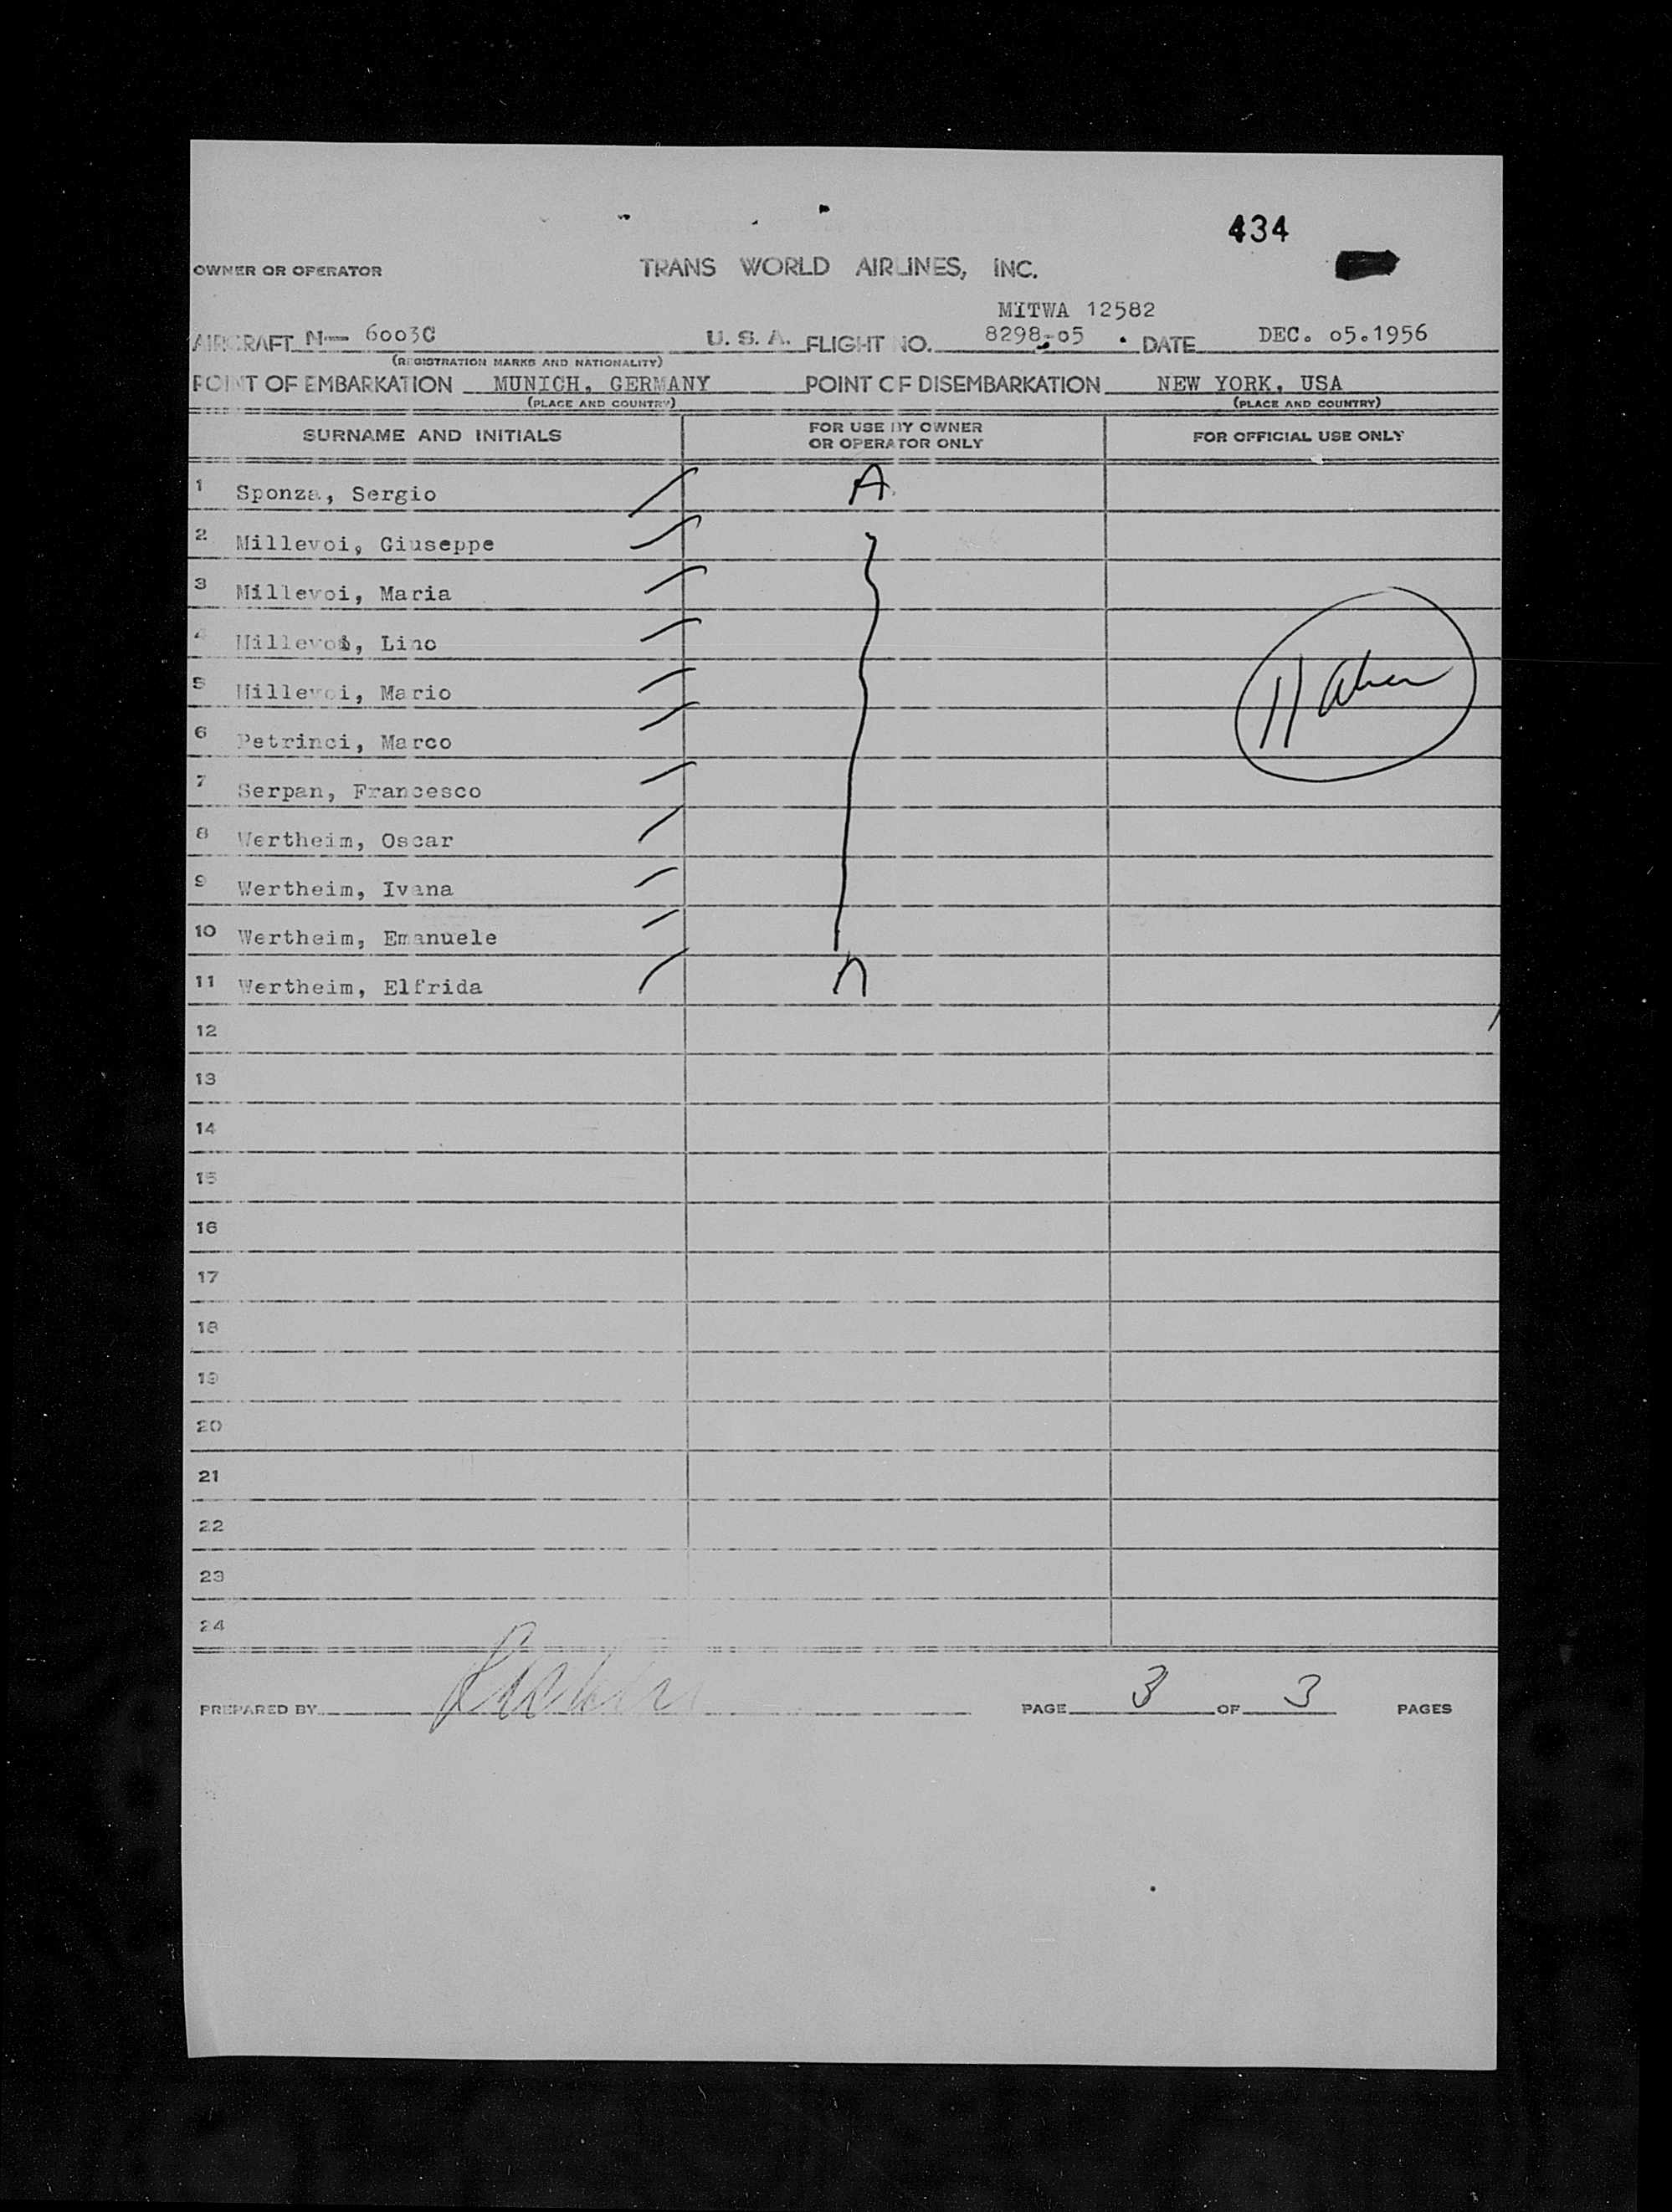 434
OWNER OR OPERATOR TRANS WORLD AIRLINES, INC.
MITWA 12582
AIRCRAFT N- 6003C U. S. A. FLIGHT NO. 8298-05 DATE DEC. 05.1956
(REGISTRATION MARKS AND NATIONALITY)
POINT OF EMBARKATION MUNICH, GERMANY POINT OF DISEMBARKATION NEW YORK, USA
(PLACE AND COUNTRY) (PLACE AND COUNTRY)
SURNAME AND INITIALS FOR USE BY OWNER OR OPERATOR ONLY FOR OFFICIAL USE ONLY
1 Sponza, Sergio A
2 Millevoi, Giuseppe
3 Millevoi, Maria
4 Millevoi, Lino
5 Millevoi, Mario
11
6 Petrinci, Marco
7 Serpan, Francesco
8 Wertheim, Oscar
9 Wertheim, Ivana
10 Wertheim, Emanuele
11 Wertheim, Elfrida
12
13
14
15
16
17
18
19
20
21
22
23
24
PREPARED BY PAGE 3 OF 3 PAGES